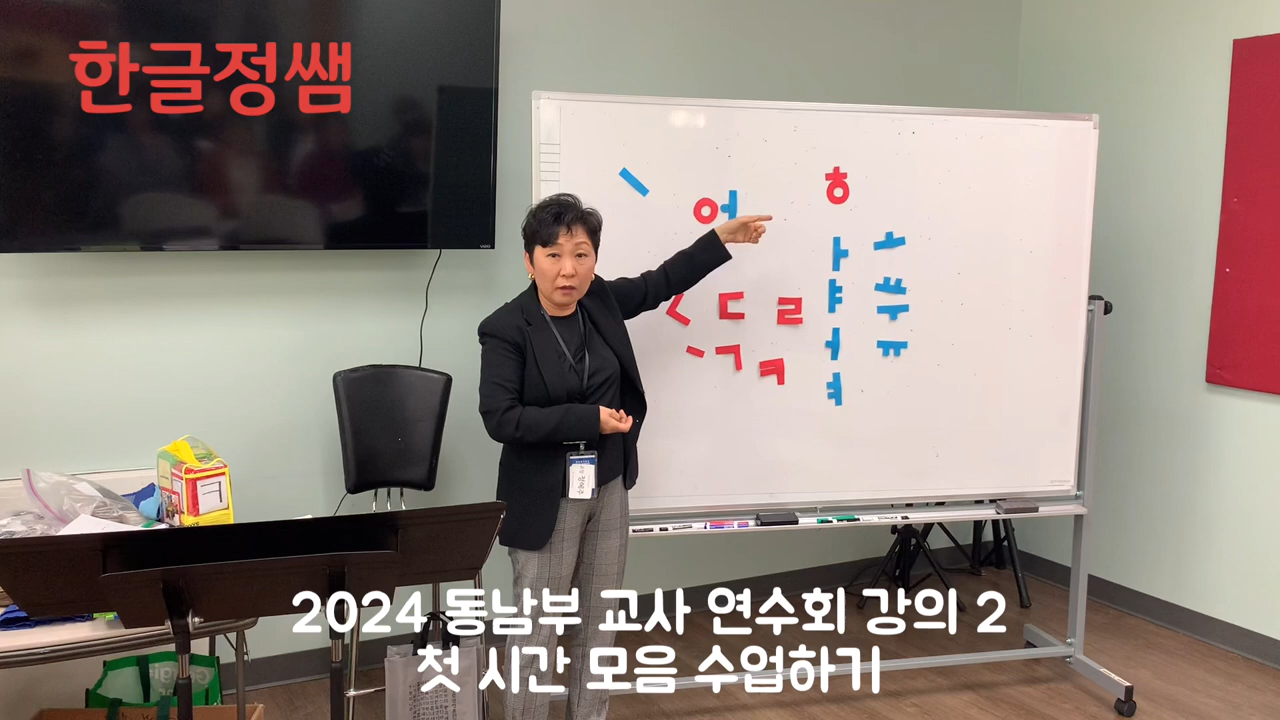 한글정쌤
어 ㅎ
ㅏ ㅗ
ㄷ ㄹ ㅑ ㅛ
ㅜ
ㄱ ㅋ ㅓ ㅠ
ㅕ
2024 동남부 교사 연수회 강의 2
첫 시간 모음 수업하기